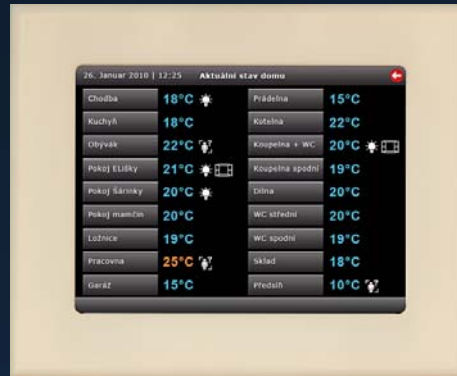 26. Januar 2010 | 12:25 Aktuální stav domu
Chodba 18°C Prádelna 15°C
Kuchyň 18°C Kotelna 22°C
Obývák 22°C Koupelna + WC 20°C
Pokoj Elišky 21°C Koupelna spodní 19°C
Pokoj Šárinky 20°C Dílna 20°C
Pokoj mamčin 20°C WC střední 20°C
Ložnice 19°C WC spodní 19°C
Pracovna 25°C Sklad 18°C
Garáž 15°C Předsíň 10°C